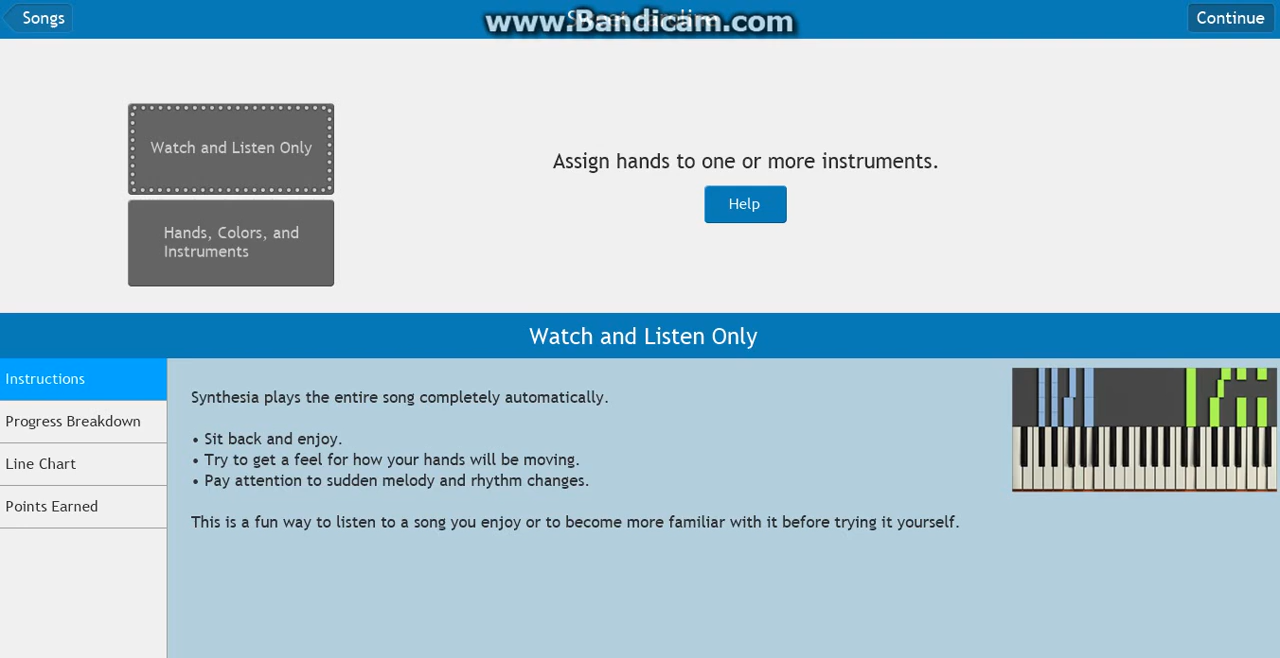 Songs
www.Bandicam.com
Continue
Watch and Listen Only
Hands, Colors, and
Instruments
Assign hands to one or more instruments.
Help
Watch and Listen Only
Instructions
Progress Breakdown
Line Chart
Points Earned
Synthesia plays the entire song completely automatically.
• Sit back and enjoy.
• Try to get a feel for how your hands will be moving.
• Pay attention to sudden melody and rhythm changes.
This is a fun way to listen to a song you enjoy or to become more familiar with it before trying it yourself.